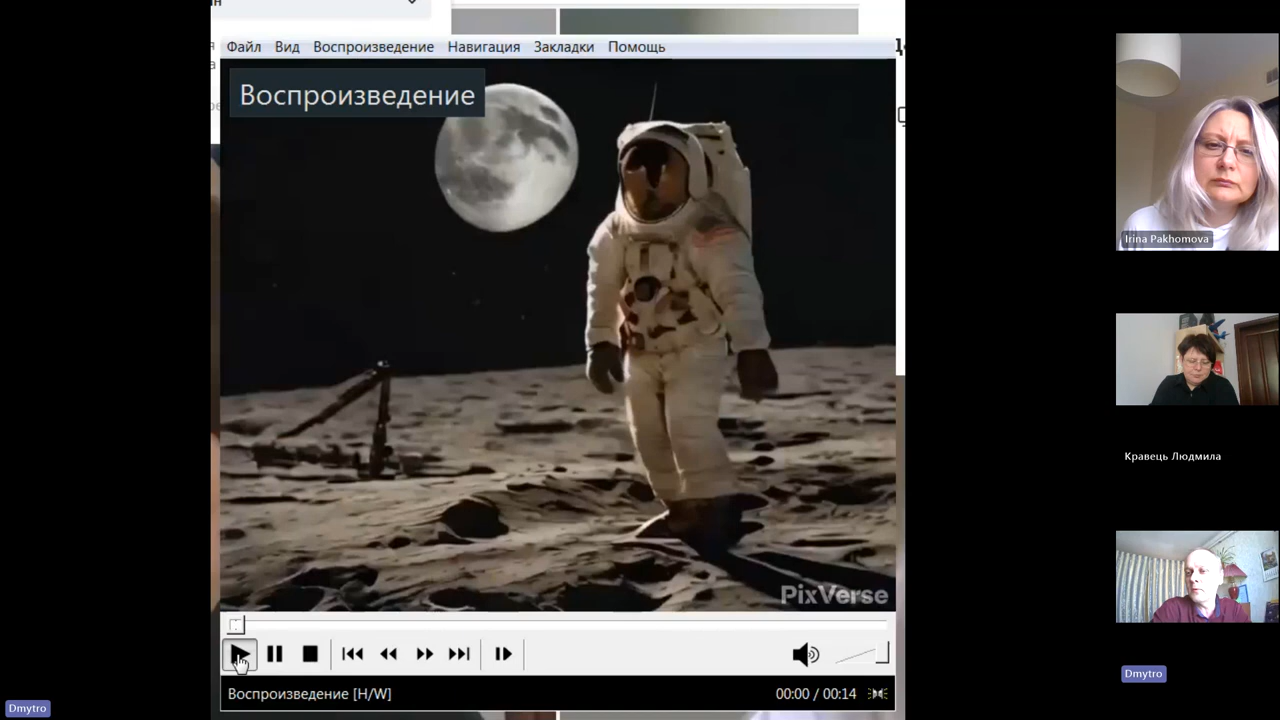 Файл Вид Воспроизведение Навигация Закладки Помощь
Воспроизведение
PixVerse
Воспроизведение [H/W]
00:00 / 00:14
Irina Pakhomova
Кравець Людмила
Dmytro
Dmytro